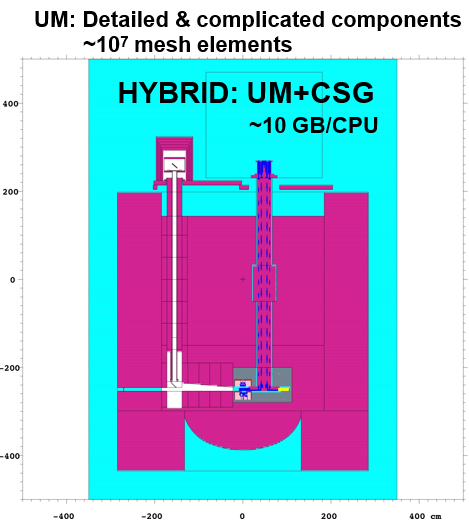 UM: Detailed & complicated components
~10⁷ mesh elements
HYBRID: UM+CSG
~10 GB/CPU
400
200
0
-200
-400
-400
-200
0
200
400 cm